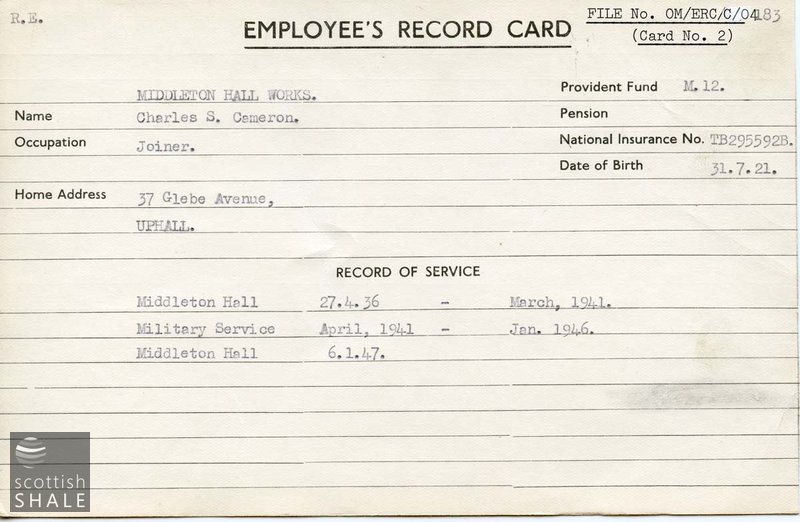 R.E.
FILE No. OM/ERC/C/04183
(Card No. 2)
EMPLOYEE'S RECORD CARD
MIDDLETON HALL WORKS.
Provident Fund M.12.
Name Charles S. Cameron.
Pension
Occupation Joiner.
National Insurance No. TB295592B.
Date of Birth 31.7.21.
Home Address 37 Glebe Avenue,
UPHALL.
RECORD OF SERVICE
Middleton Hall 27.4.36 - March, 1941.
Military Service April, 1941 - Jan. 1946.
Middleton Hall 6.1.47.
scottish
SHALE